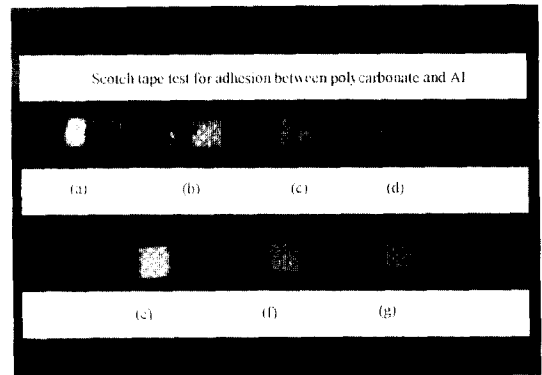 Scotch tape test for adhesion between polycarbonate and Al
(a) (b) (c) (d)
(e) (f) (g)